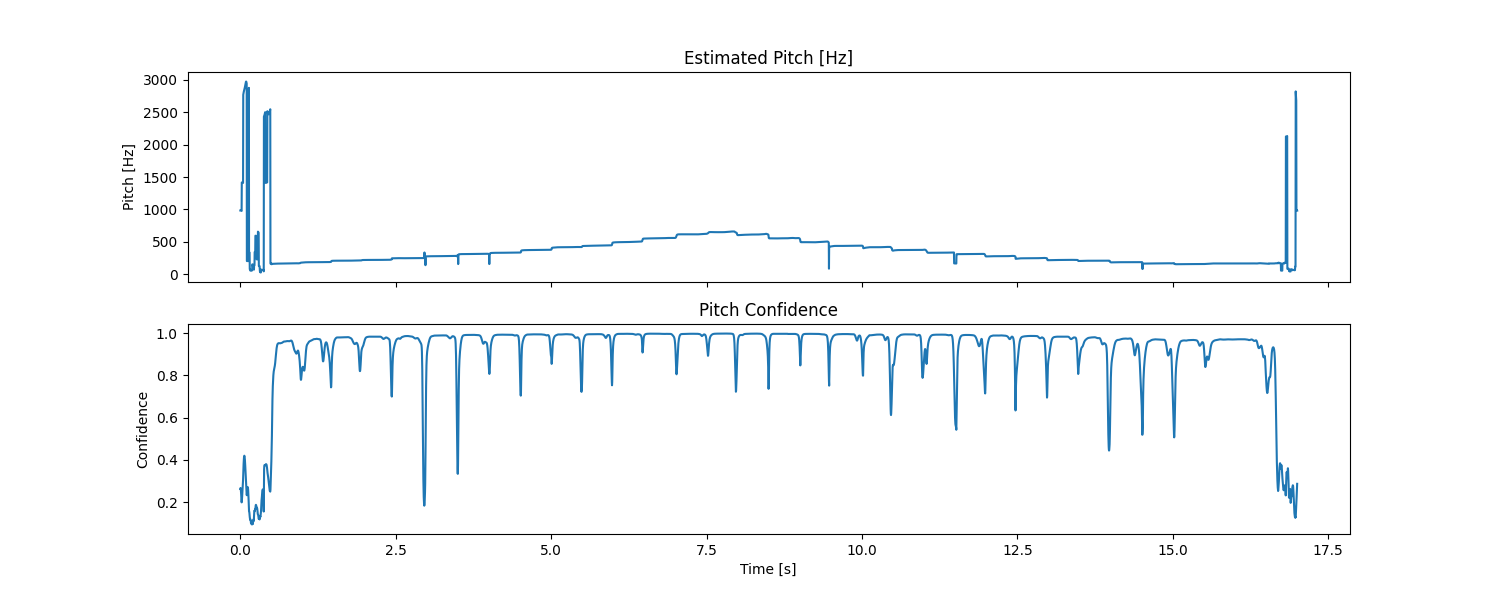 Estimated Pitch [Hz]
Pitch [Hz]
3000
2500
2000
1500
1000
500
0
Pitch Confidence
Confidence
1.0
0.8
0.6
0.4
0.2
0.0 2.5 5.0 7.5 10.0 12.5 15.0 17.5
Time [s]